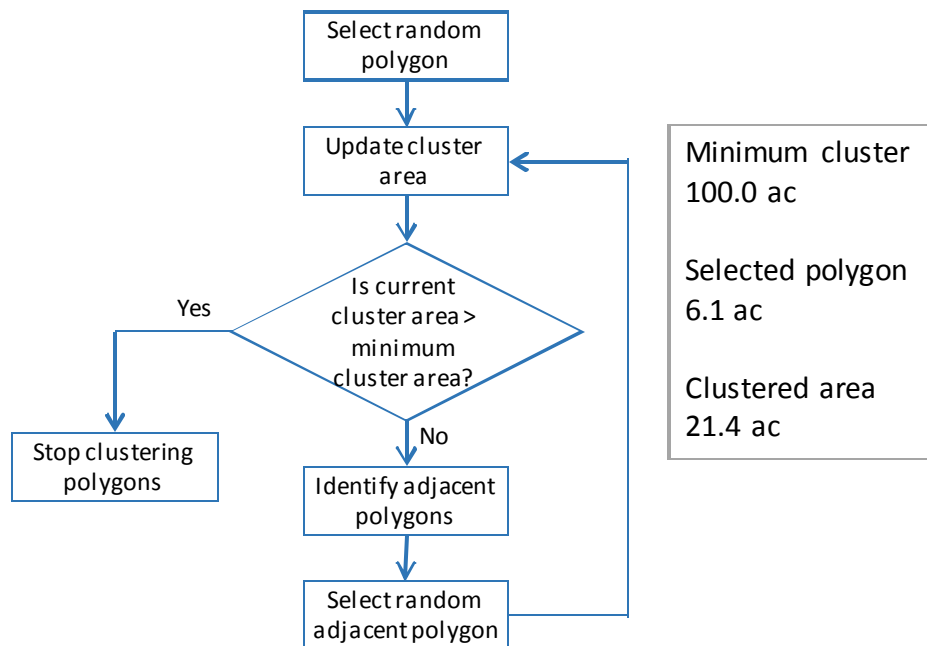 Select random
polygon
Update cluster
area
Is current
cluster area >
minimum
cluster area?
Yes
No
Stop clustering
polygons
Identify adjacent
polygons
Select random
adjacent polygon
Minimum cluster
100.0 ac
Selected polygon
6.1 ac
Clustered area
21.4 ac